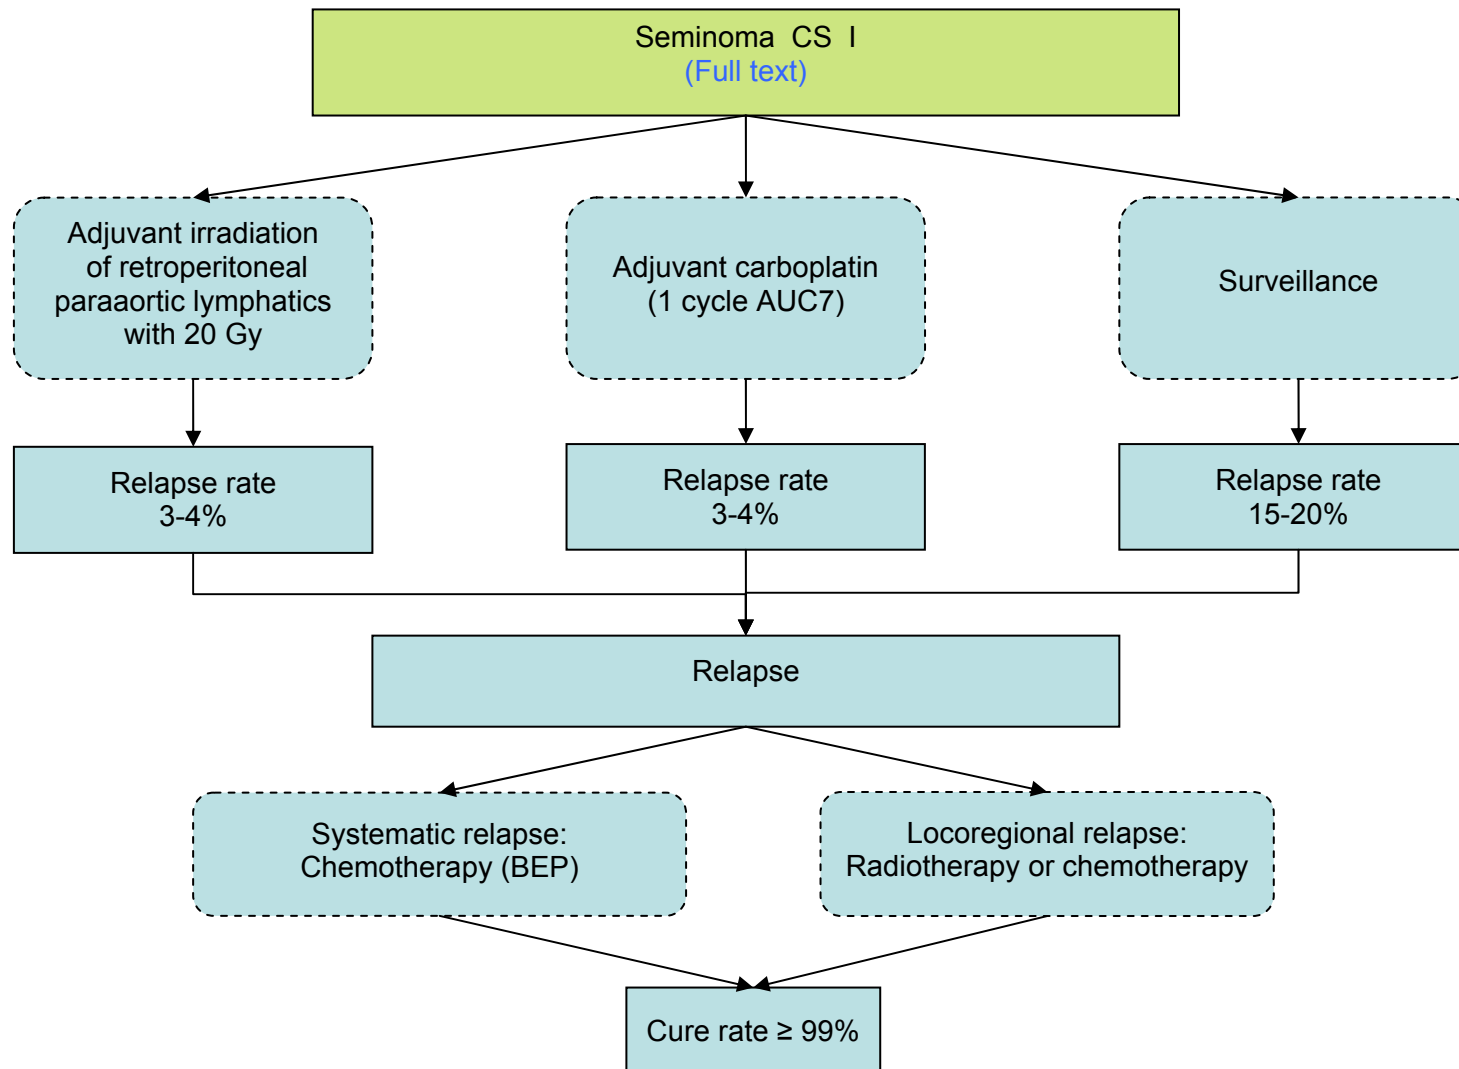 Seminoma CS I
(Full text)
Adjuvant irradiation
of retroperitoneal
paraaortic lymphatics
with 20 Gy
Adjuvant carboplatin
(1 cycle AUC7)
Surveillance
Relapse rate
3-4%
Relapse rate
3-4%
Relapse rate
15-20%
Relapse
Systematic relapse:
Chemotherapy (BEP)
Locoregional relapse:
Radiotherapy or chemotherapy
Cure rate ≥ 99%